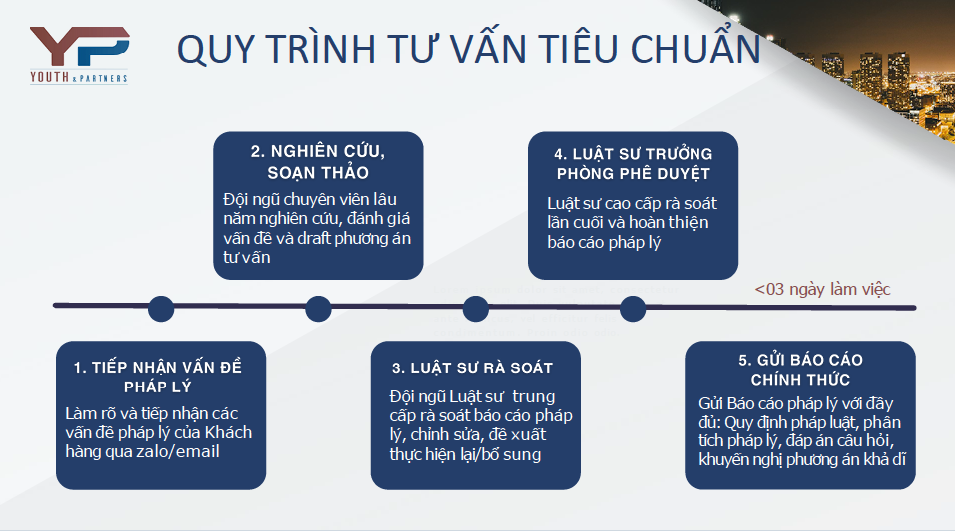 YP
YOUTH & PARTNERS
QUY TRÌNH TƯ VẤN TIÊU CHUẨN
2. NGHIÊN CỨU,
SOẠN THẢO
Đội ngũ chuyên viên lâu
năm nghiên cứu, đánh giá
vấn đề và draft phương án
tư vấn
4. LUẬT SƯ TRƯỞNG
PHÒNG PHÊ DUYỆT
Luật sư cao cấp rà soát
lần cuối và hoàn thiện
báo cáo pháp lý
<03 ngày làm việc
1. TIẾP NHẬN VẤN ĐỀ
PHÁP LÝ
Làm rõ và tiếp nhận các
vấn đề pháp lý của Khách
hàng qua zalo/email
3. LUẬT SƯ RÀ SOÁT
Đội ngũ Luật sư trung
cấp rà soát báo cáo pháp
lý, chỉnh sửa, đề xuất
thực hiện lại/bổ sung
5. GỬI BÁO CÁO
CHÍNH THỨC
Gửi Báo cáo pháp lý với đầy
đủ: Quy định pháp luật, phân
tích pháp lý, đáp án câu hỏi,
khuyến nghị phương án khả dĩ